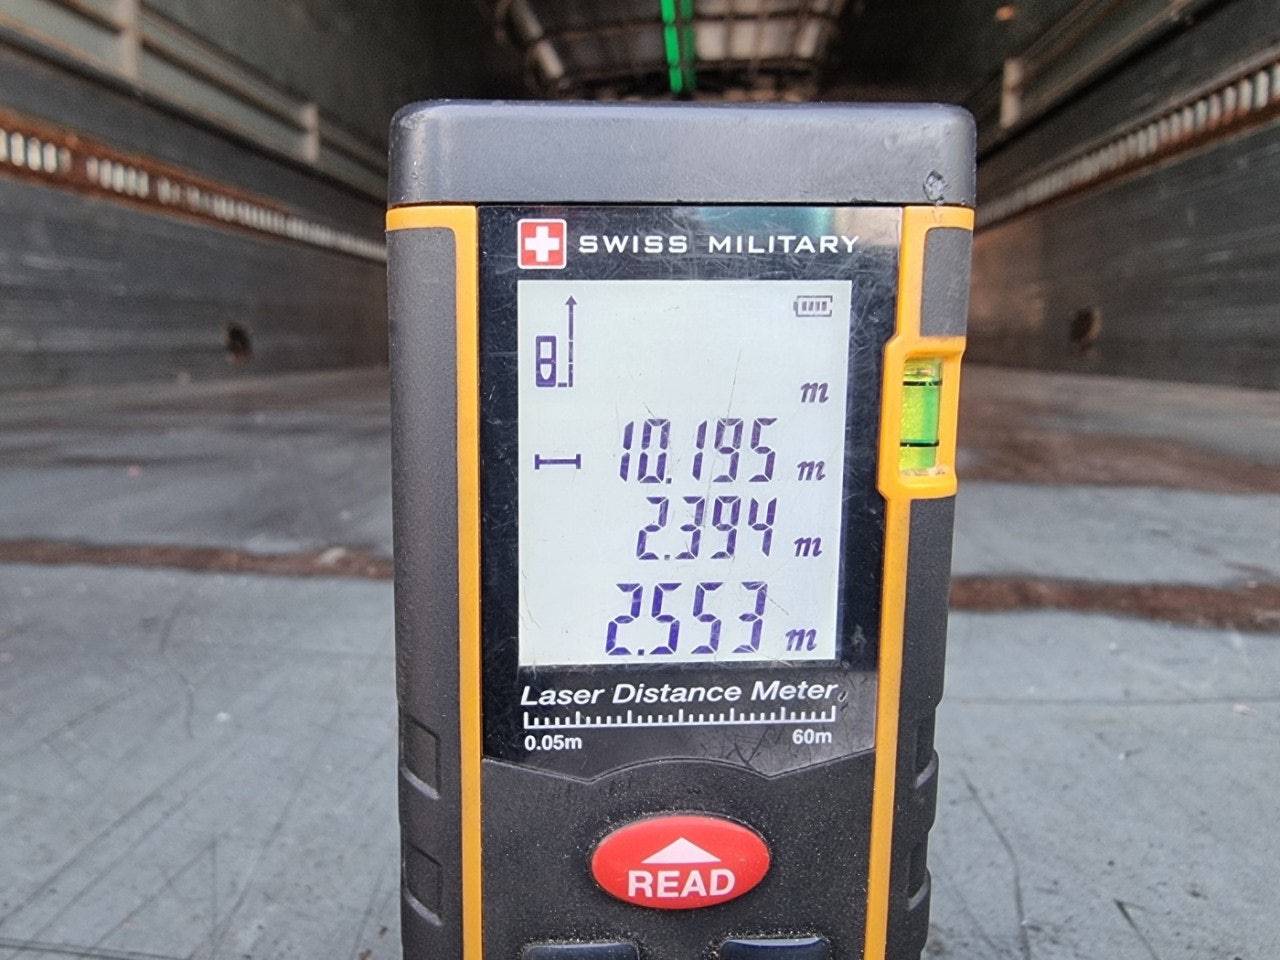 SWISS MILITARY
m
10.195 m
2.394 m
2.553 m
Laser Distance Meter
0.05m 60m
READ